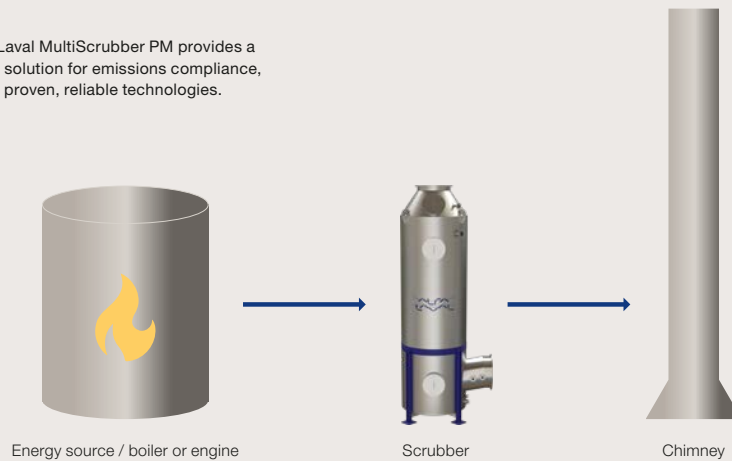 Laval MultiScrubber PM provides a
solution for emissions compliance,
proven, reliable technologies.
Energy source / boiler or engine
Scrubber
Chimney